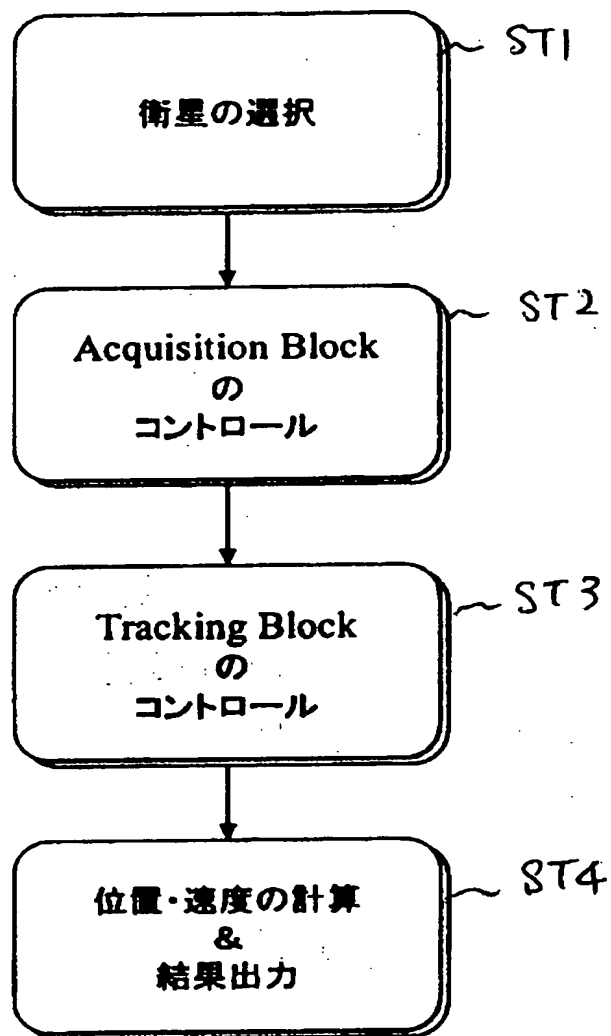 衛星の選択
ST1
Acquisition Block
の
コントロール
ST2
Tracking Block
の
コントロール
ST3
位置・速度の計算
&
結果出力
ST4